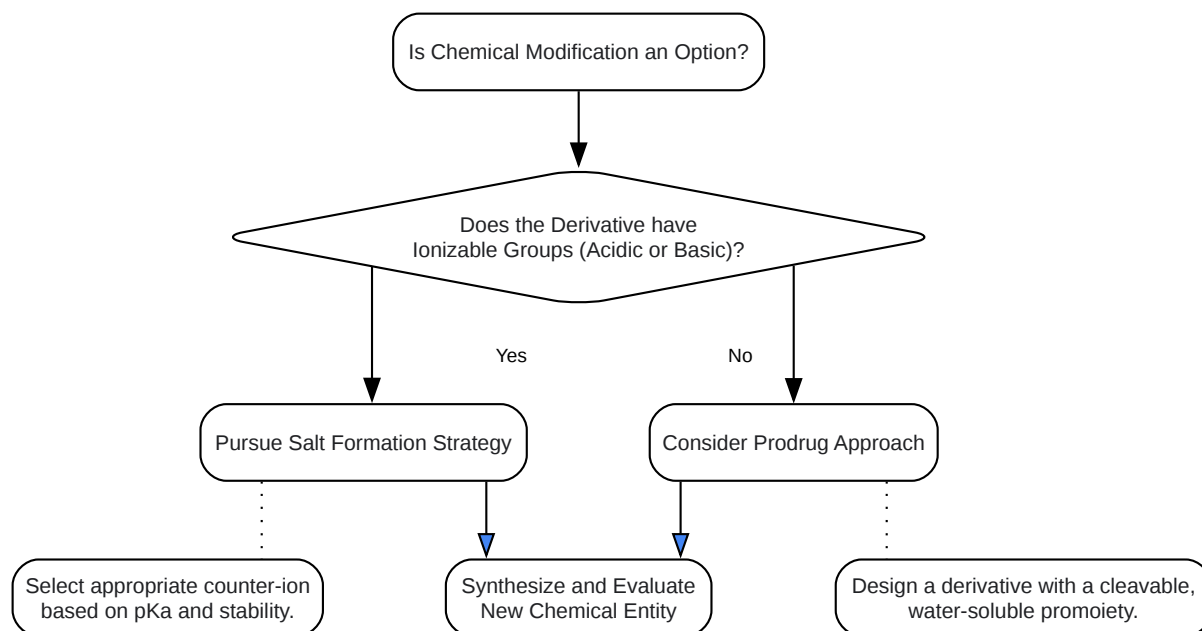 Is Chemical Modification an Option?
Does the Derivative have
Ionizable Groups (Acidic or Basic)?
Yes
No
Pursue Salt Formation Strategy
Consider Prodrug Approach
Select appropriate counter-ion
based on pKa and stability.
Synthesize and Evaluate
New Chemical Entity
Design a derivative with a cleavable,
water-soluble promoiety.